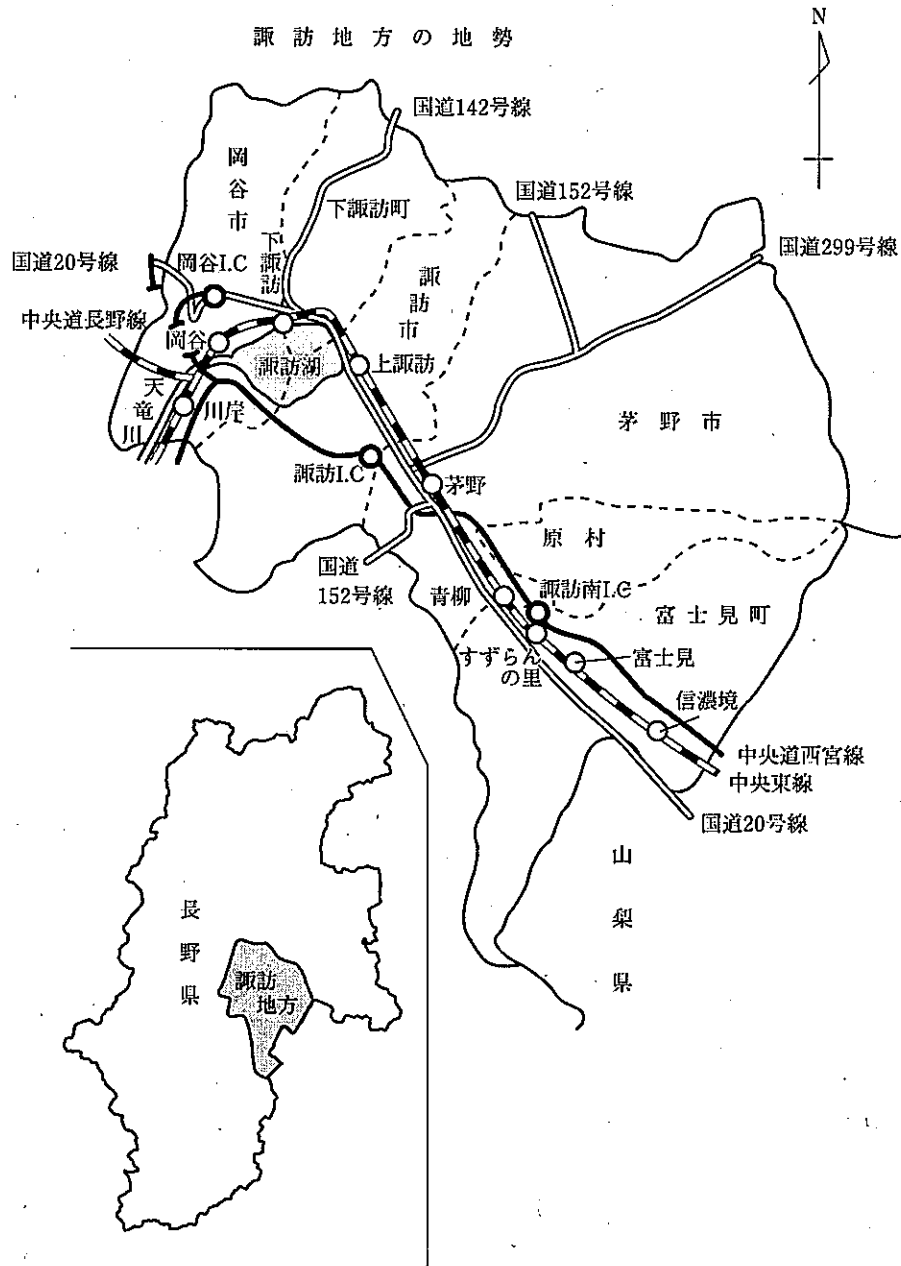 諏訪地方の地勢
N
国道142号線
岡谷市
下諏訪町
国道152号線
国道299号線
国道20号線
岡谷I.C
下諏訪
諏訪市
中央道長野線
岡谷
諏訪湖
上諏訪
天竜川
川岸
茅野市
諏訪I.C
茅野
原村
国道
152号線
青柳
諏訪南I.C
富士見町
すずらん
の里
富士見
信濃境
中央道西宮線
中央東線
国道20号線
山梨県
長野県
諏訪
地方